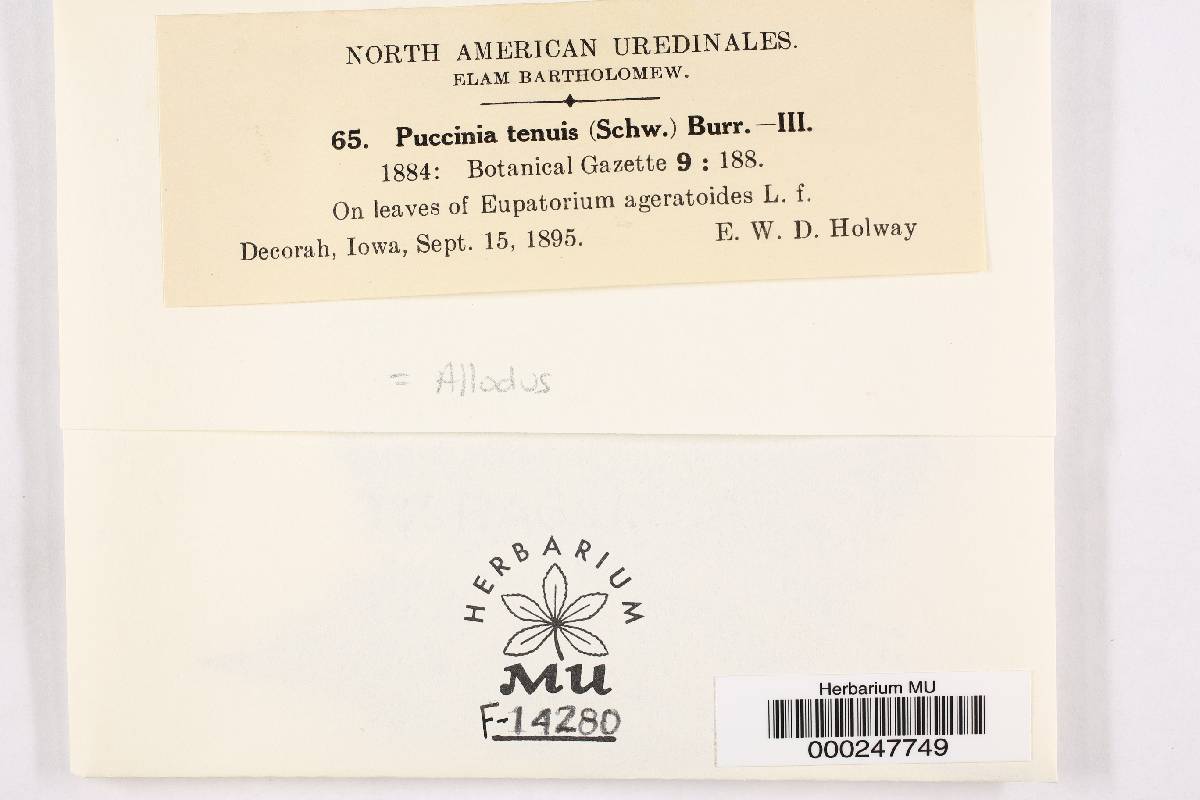 NORTH AMERICAN UREDINALES.
ELAM BARTHOLOMEW.
65. Puccinia tenuis (Schw.) Burr. —III.
1884: Botanical Gazette 9 : 188.
On leaves of Eupatorium ageratoides L. f.
Decorah, Iowa, Sept. 15, 1895. E. W. D. Holway
= Allodus
HERBARIUM
MU
F-14280
Herbarium MU
000247749